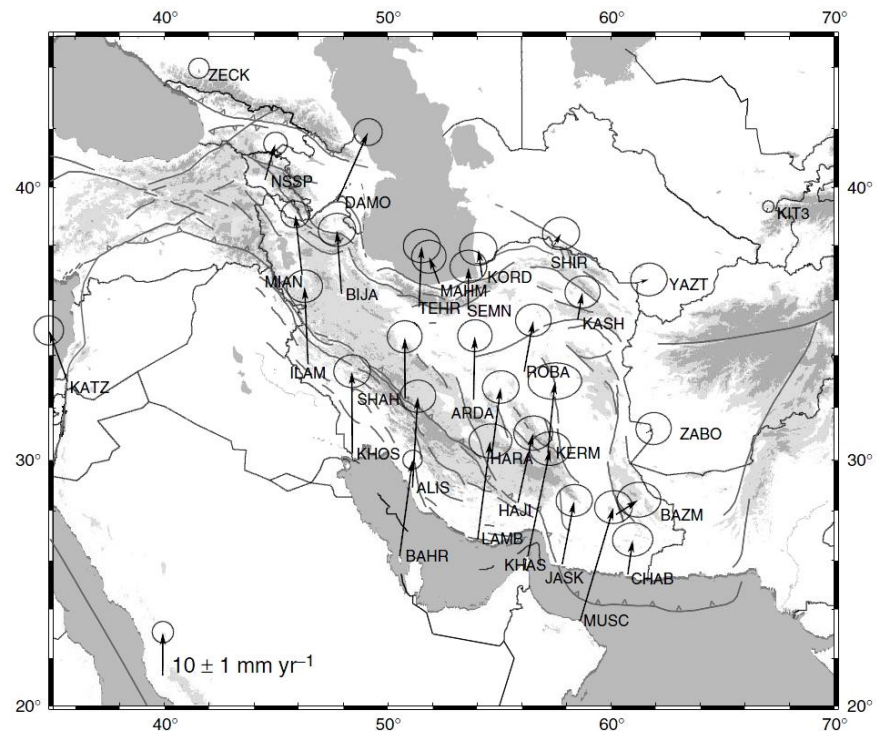 40° 50° 60° 70°
ZECK
NSSP
40° 40°
DAMO
KIT3
SHIR
MIAN
BIJA
MAHM
KORD
YAZT
TEHR
SEMN
KASH
ILAM
ROBA
KATZ
SHAH
ARDA
ZABO
KHOS
HARA
KERM
30° 30°
ALIS
HAJI
BAZM
LAMB
BAHR
KHAS
JASK
CHAB
MUSC
10 ± 1 mm yr⁻¹
20° 20°
40° 50° 60° 70°